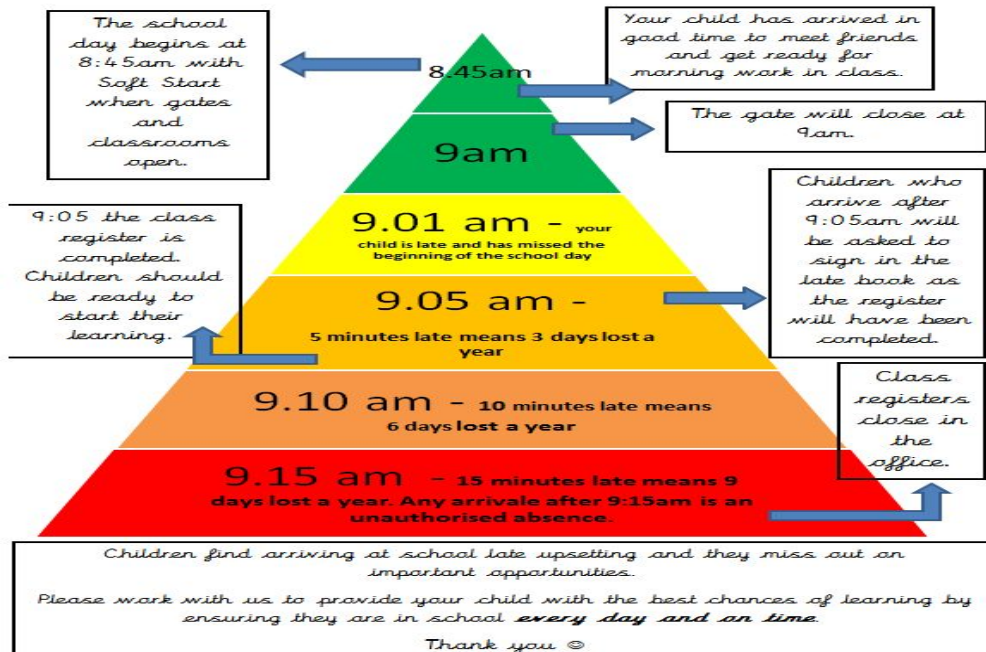 The school
day begins at
8:45am with
Soft Start
when gates
and
classrooms
open.
Your child has arrived in
good time to meet friends
and get ready for
morning work in class.
8.45am
The gate will close at
9am.
9am
9:05 the class
register is
completed.
Children should
be ready to
start their
learning.
9.01 am - your
child is late and has missed the
beginning of the school day
Children who
arrive after
9:05am will
be asked to
sign in the
late book as
the register
will have been
completed.
9.05 am -
5 minutes late means 3 days lost a
year
9.10 am - 10 minutes late means
6 days lost a year
Class
registers
close in
the
office.
9.15 am - 15 minutes late means 9
days lost a year. Any arrivale after 9:15am is an
unauthorised absence.
Children find arriving at school late upsetting and they miss out on
important opportunities.
Please work with us to provide your child with the best chances of learning by
ensuring they are in school every day and on time.
Thank you ☺